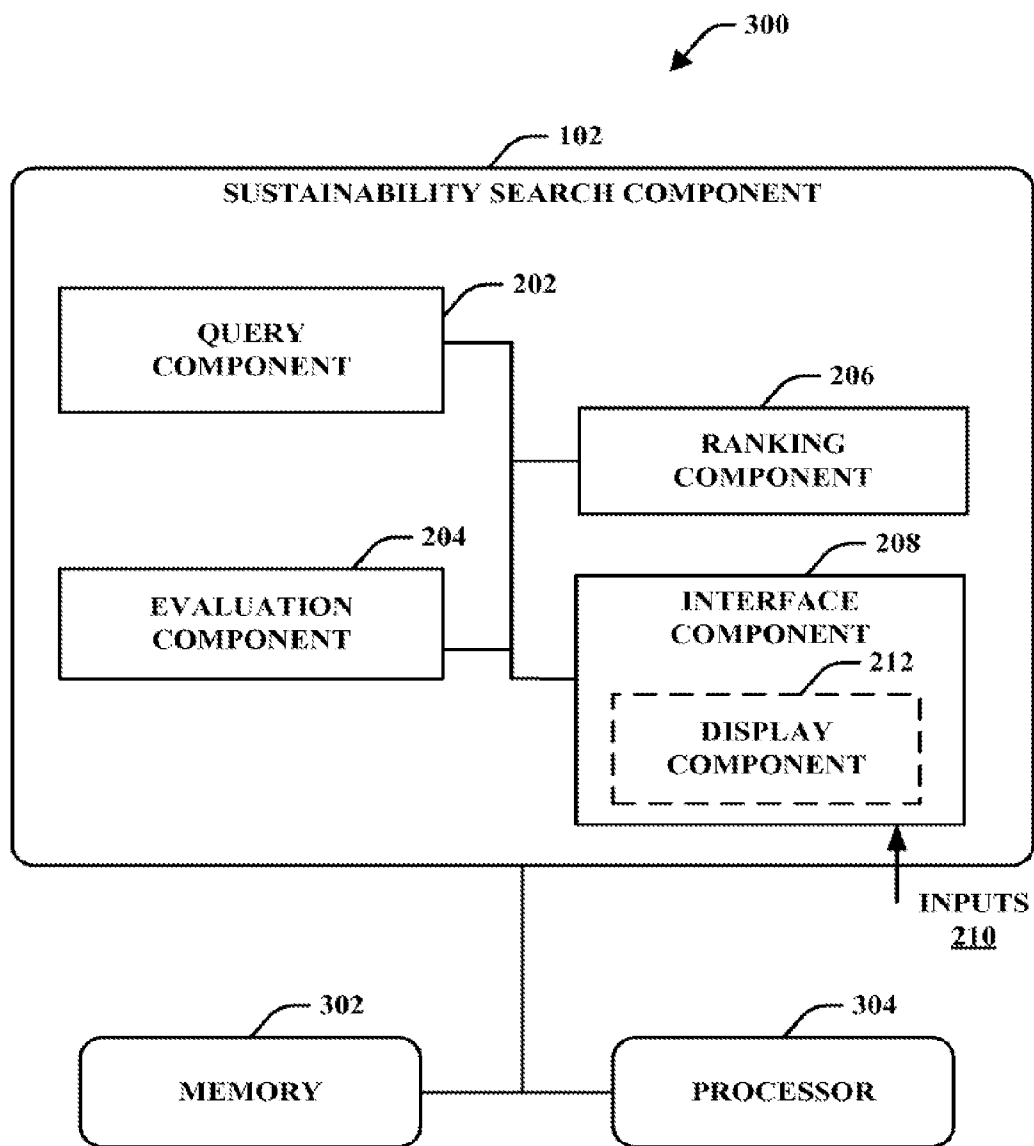 300
102
SUSTAINABILITY SEARCH COMPONENT
202
QUERY
COMPONENT
206
RANKING
COMPONENT
204
EVALUATION
COMPONENT
208
INTERFACE
COMPONENT
212
DISPLAY
COMPONENT
INPUTS
210
302
MEMORY
304
PROCESSOR